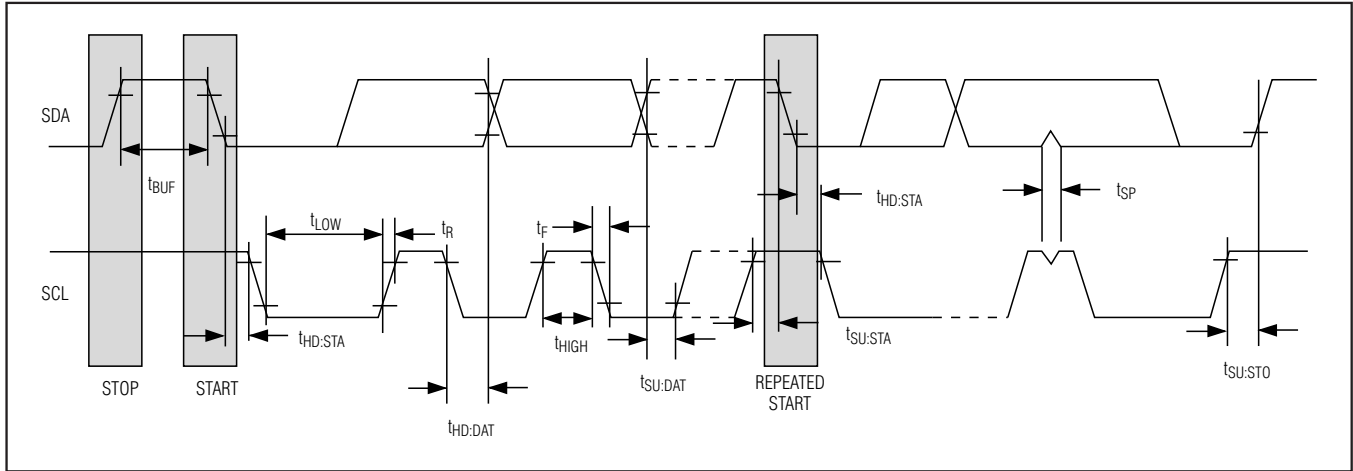 SDA
tBUF
tLOW
tR
tF
tHD:STA
tSP
SCL
tHD:STA
tHIGH
tSU:DAT
tSU:STA
tSU:STO
STOP
START
REPEATED
START
tHD:DAT